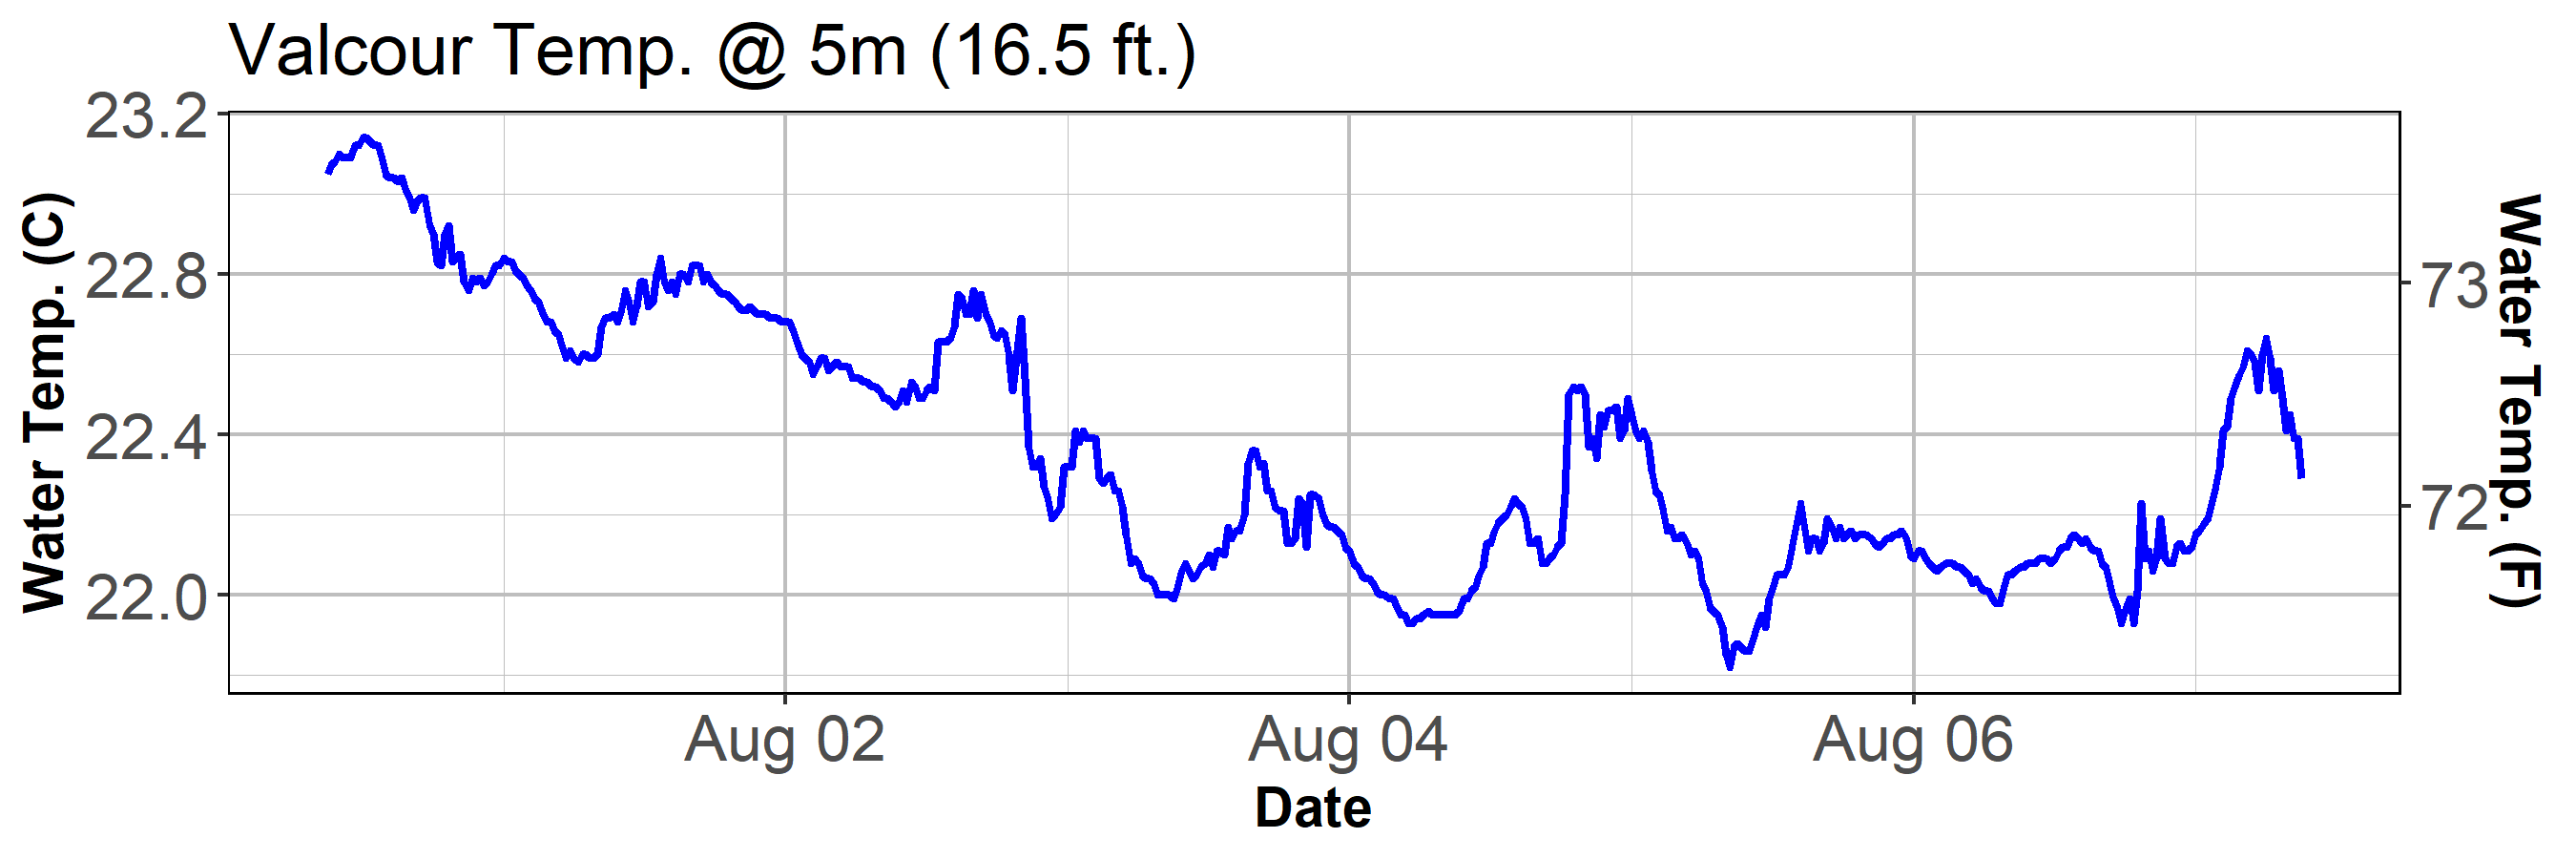 Valcour Temp. @ 5m (16.5 ft.)
Water Temp. (C)
23.2
22.8
22.4
22.0
73
72
Water Temp. (F)
Aug 02
Aug 04
Aug 06
Date